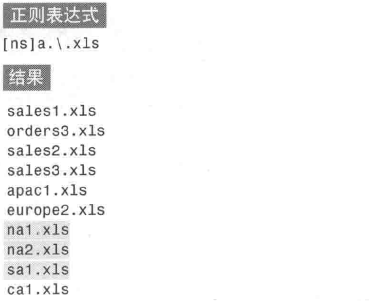 正则表达式
[ns]a.\.xls
结果
sales1.xls
orders3.xls
sales2.xls
sales3.xls
apac1.xls
europe2.xls
na1.xls
na2.xls
sa1.xls
ca1.xls